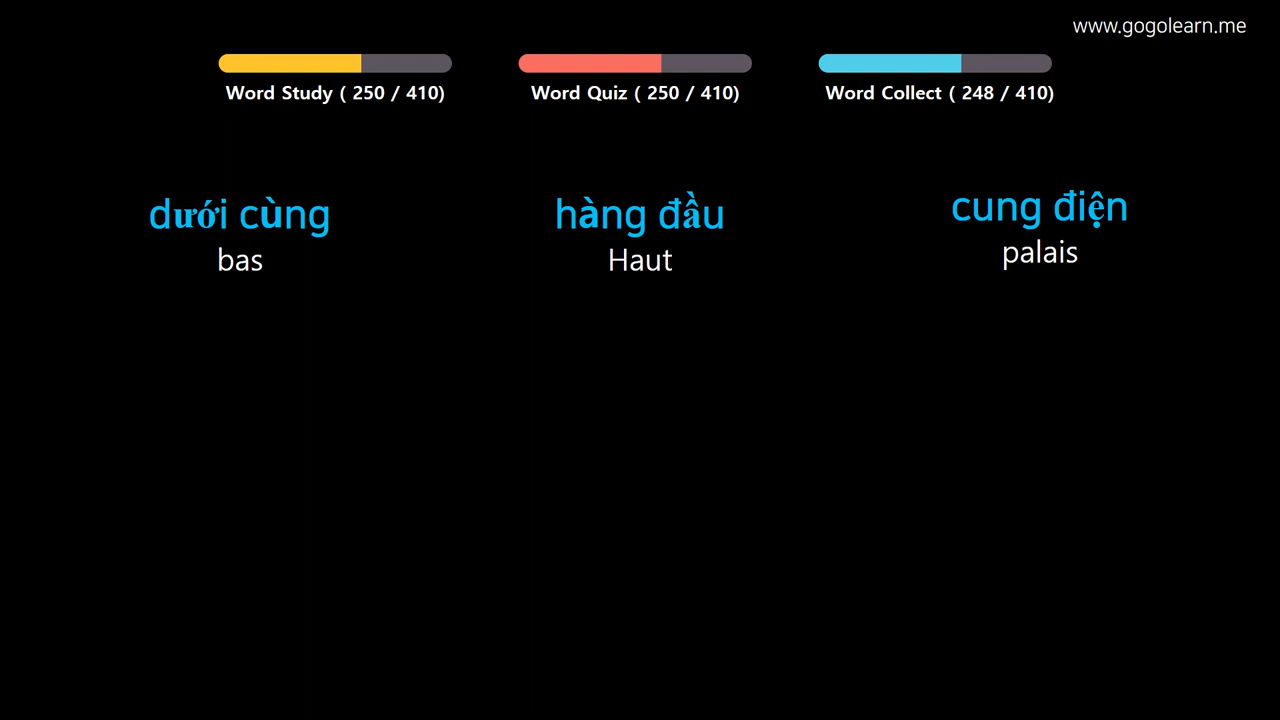 www.gogolearn.me
Word Study ( 250 / 410)
Word Quiz ( 250 / 410)
Word Collect ( 248 / 410)
dưới cùng
bas
hàng đầu
Haut
cung điện
palais